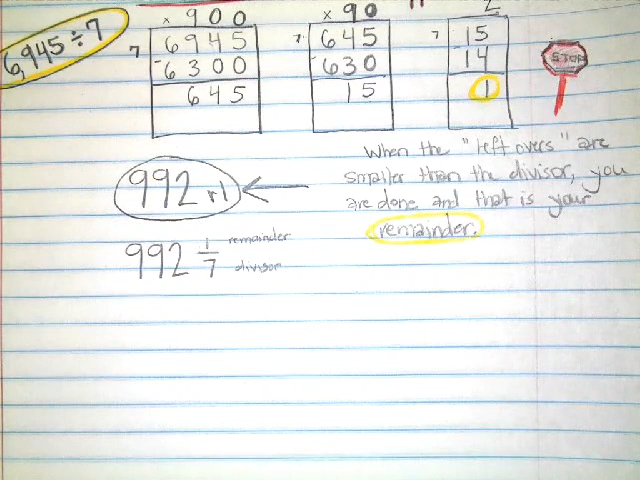 6,945 ÷ 7
x 900
7 6945
-6300
645
x 90
7 645
-630
15
2
7 15
14
1
STOP
When the "left overs" are
smaller than the divisor, you
are done and that is your
remainder.
992 r1
992 1/7 remainder
divisor